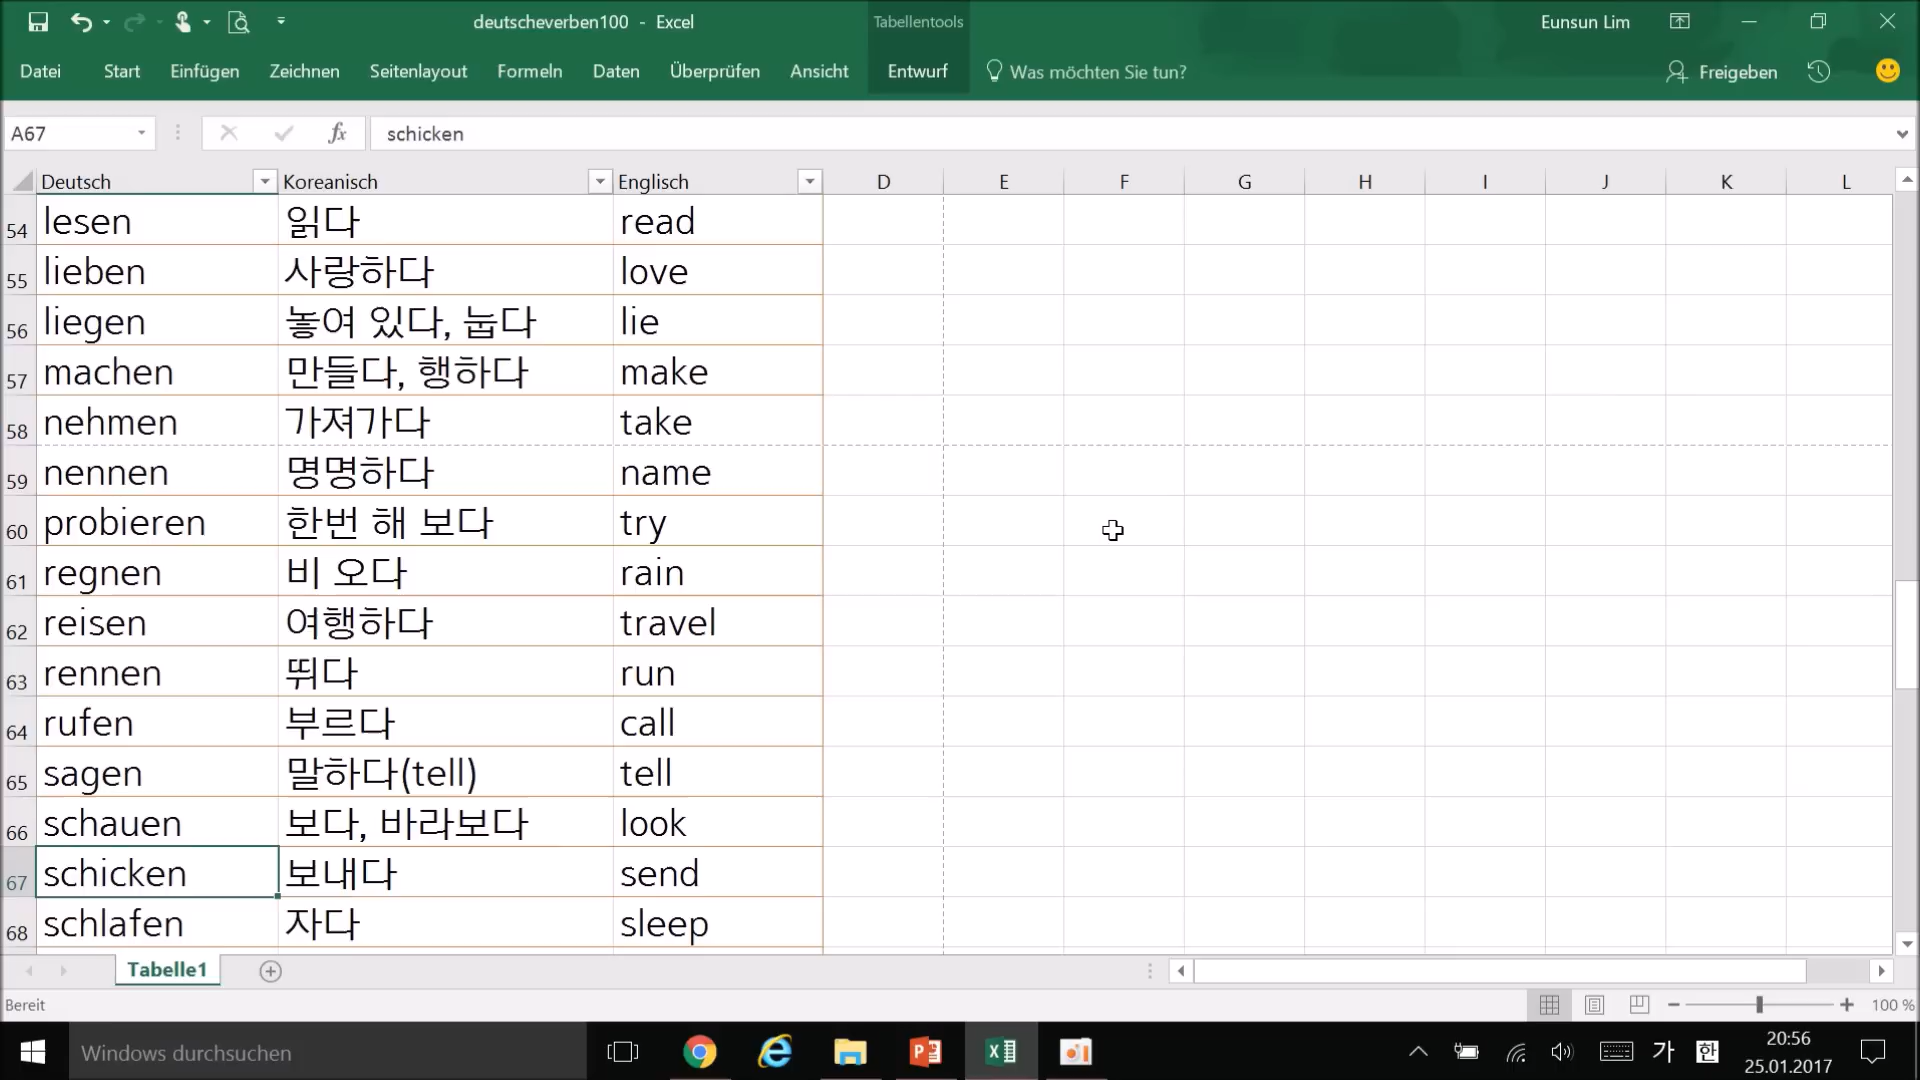 deutscheverben100 - Excel
Tabellentools
Eunsun Lim
Datei Start Einfügen Zeichnen Seitenlayout Formeln Daten Überprüfen Ansicht Entwurf Was möchten Sie tun? Freigeben
A67 fx schicken
Deutsch Koreanisch Englisch D E F G H I J K L
54 lesen 읽다 read
55 lieben 사랑하다 love
56 liegen 놓여 있다, 눕다 lie
57 machen 만들다, 행하다 make
58 nehmen 가져가다 take
59 nennen 명명하다 name
60 probieren 한번 해 보다 try
61 regnen 비 오다 rain
62 reisen 여행하다 travel
63 rennen 뛰다 run
64 rufen 부르다 call
65 sagen 말하다(tell) tell
66 schauen 보다, 바라보다 look
67 schicken 보내다 send
68 schlafen 자다 sleep
Tabelle1
Bereit
100 %
Windows durchsuchen
가 한
20:56
25.01.2017